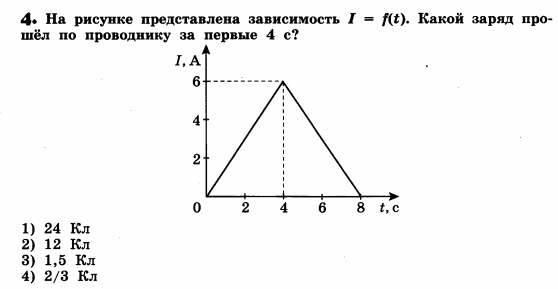 4. На рисунке представлена зависимость I = f(t). Какой заряд про-
шёл по проводнику за первые 4 с?
I, А
6
4
2
0 2 4 6 8 t, с
1) 24 Кл
2) 12 Кл
3) 1,5 Кл
4) 2/3 Кл